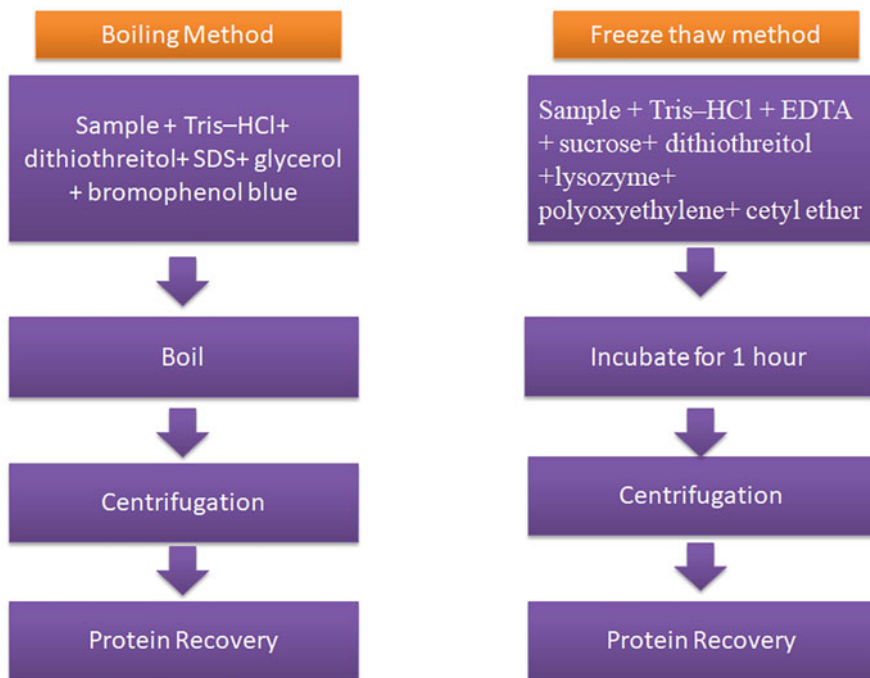 Boiling Method
Sample + Tris–HCl+
dithiothreitol+ SDS+ glycerol
+ bromophenol blue
Boil
Centrifugation
Protein Recovery
Freeze thaw method
Sample + Tris–HCl + EDTA
+ sucrose+ dithiothreitol
+lysozyme+
polyoxyethylene+ cetyl ether
Incubate for 1 hour
Centrifugation
Protein Recovery